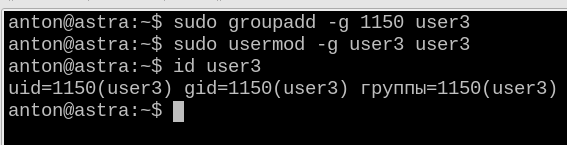 anton@astra:~$ sudo groupadd -g 1150 user3
anton@astra:~$ sudo usermod -g user3 user3
anton@astra:~$ id user3
uid=1150(user3) gid=1150(user3) группы=1150(user3)
anton@astra:~$